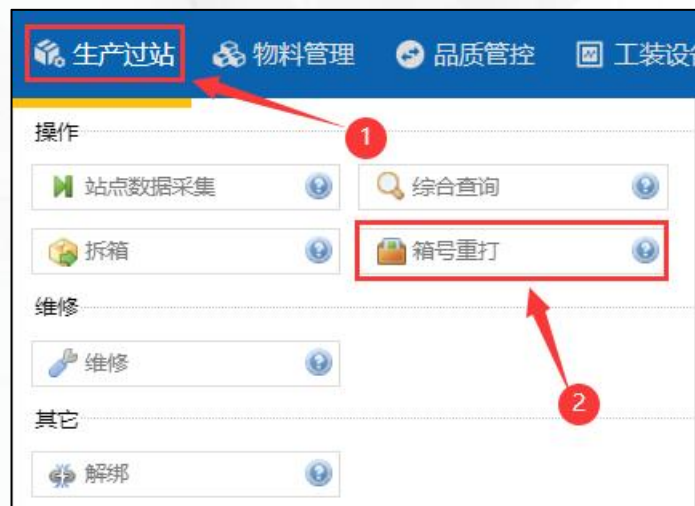 生产过站 物料管理 品质管控 工装设
1
操作
站点数据采集 综合查询
拆箱 箱号重打
维修
维修
2
其它
解绑